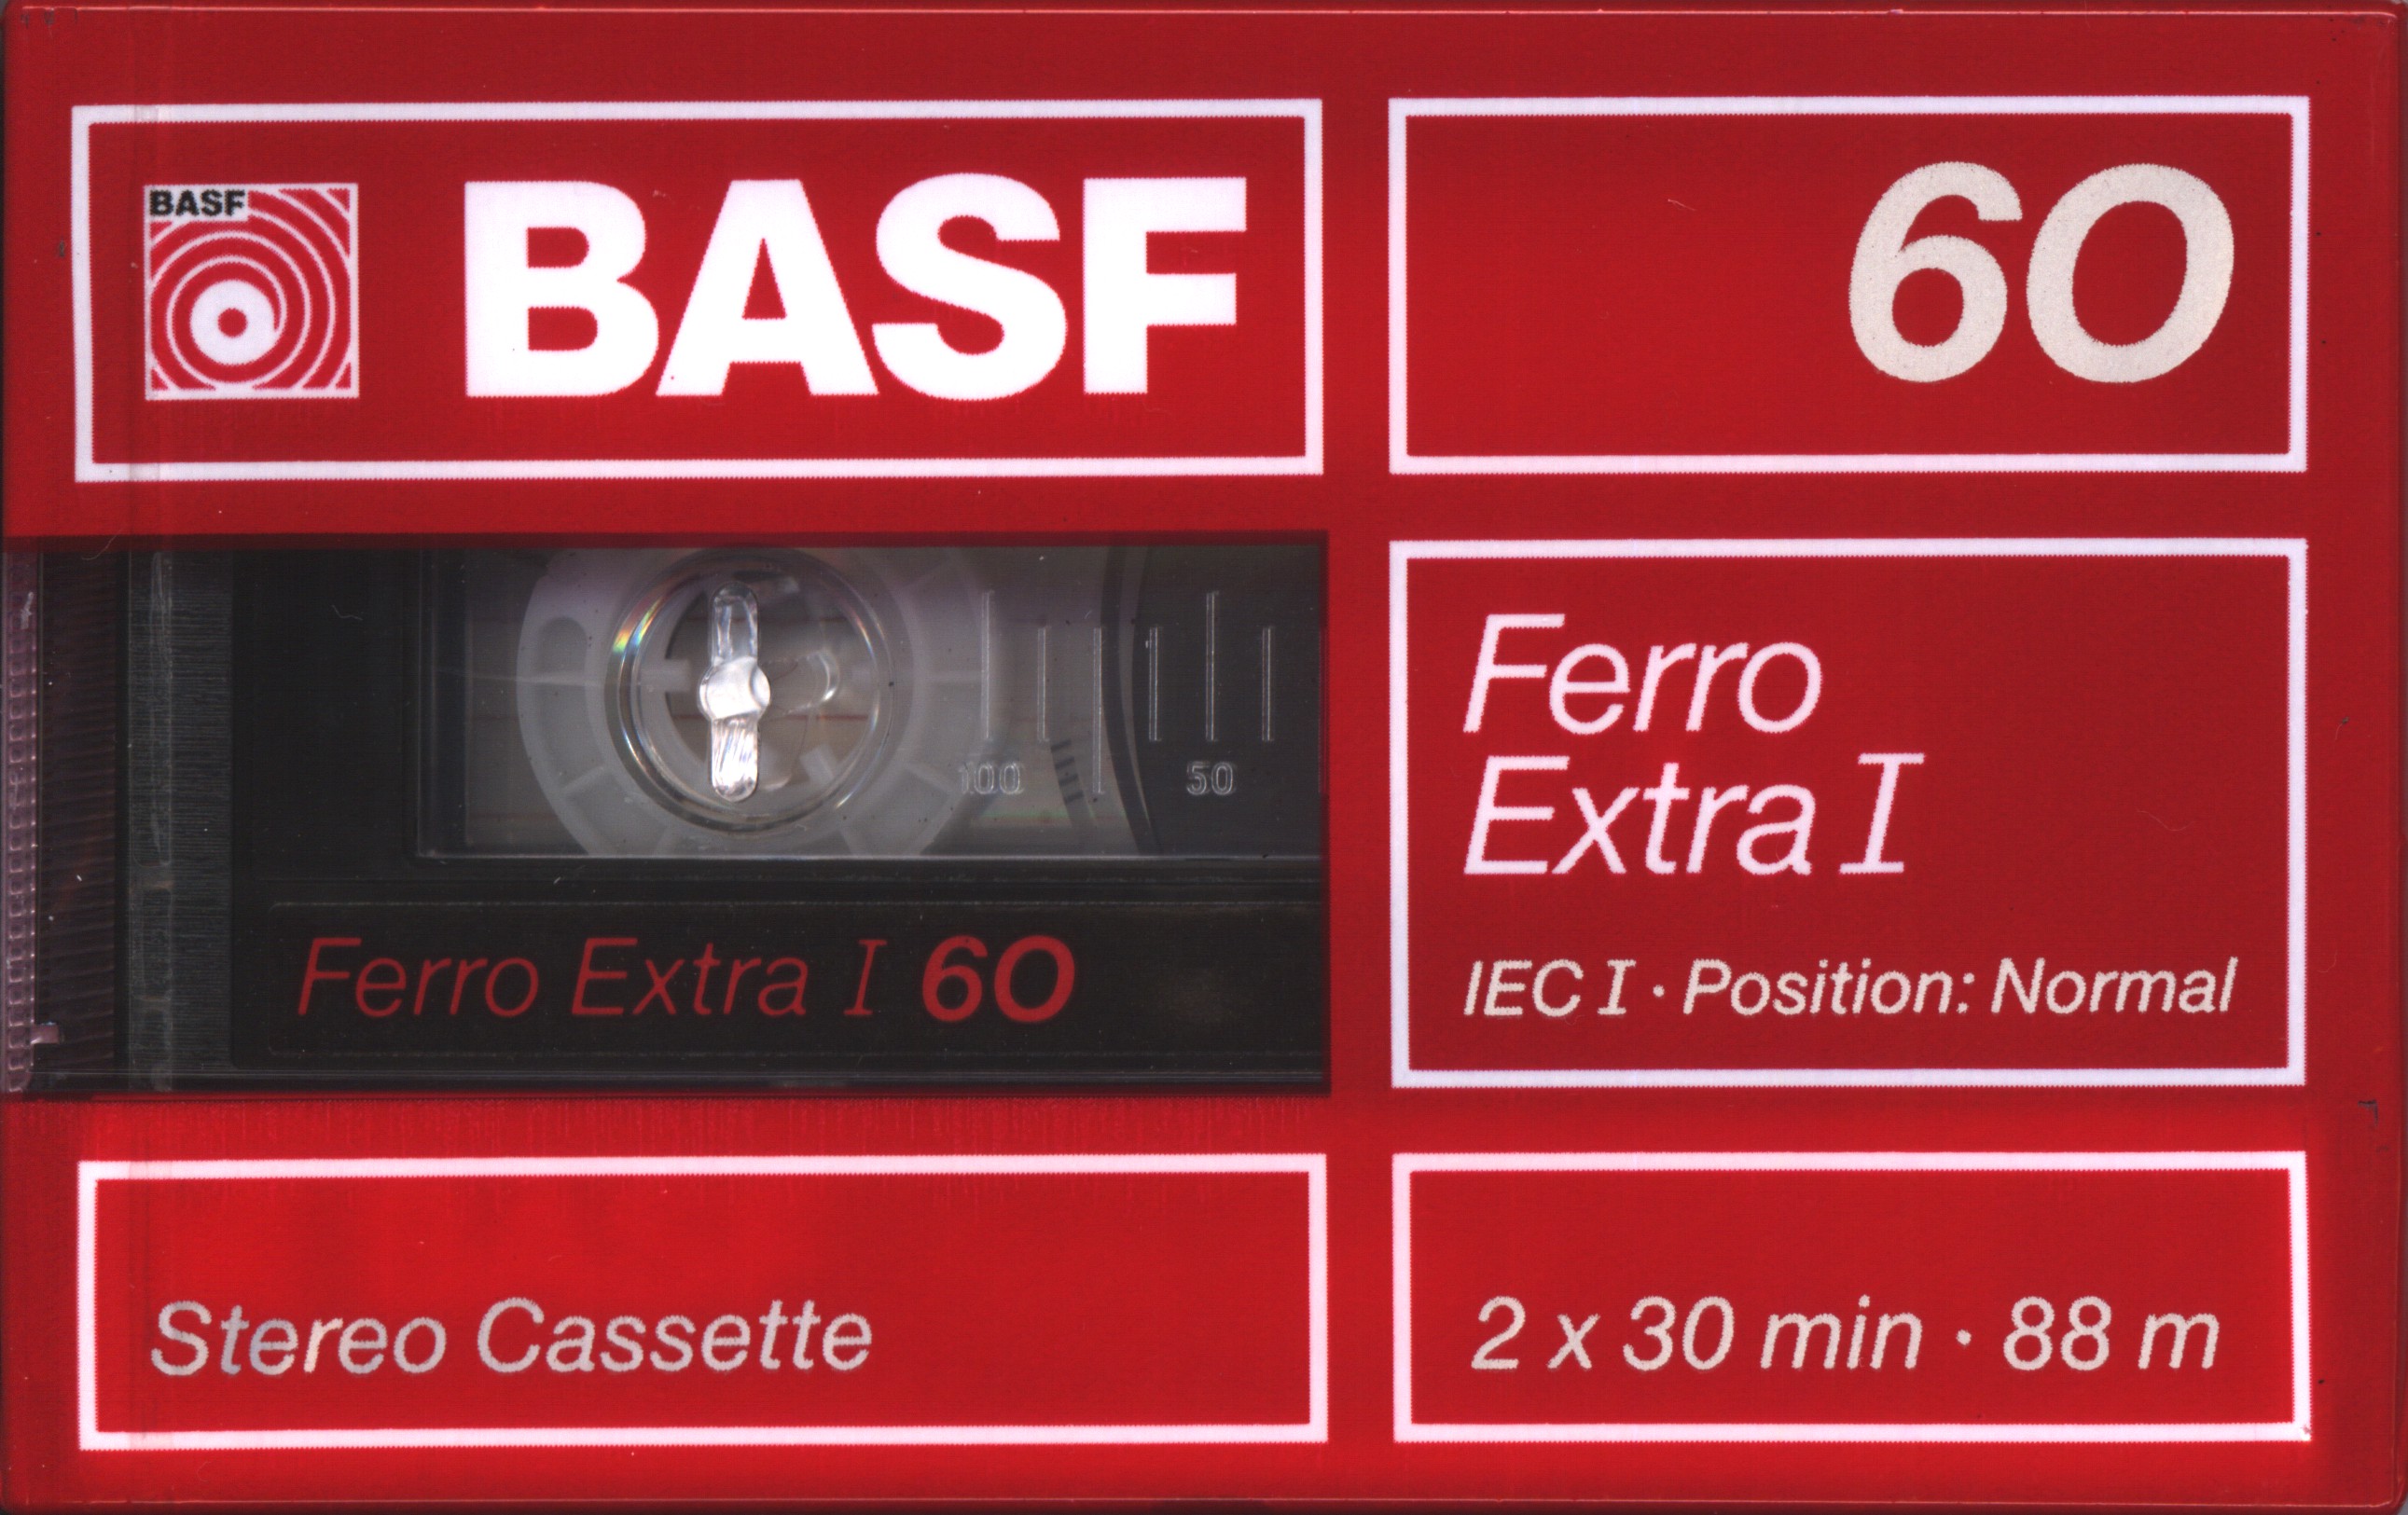 BASF
BASF
60
Ferro
Extra I
IEC I · Position: Normal
100
50
Ferro Extra I 60
Stereo Cassette
2 x 30 min · 88 m